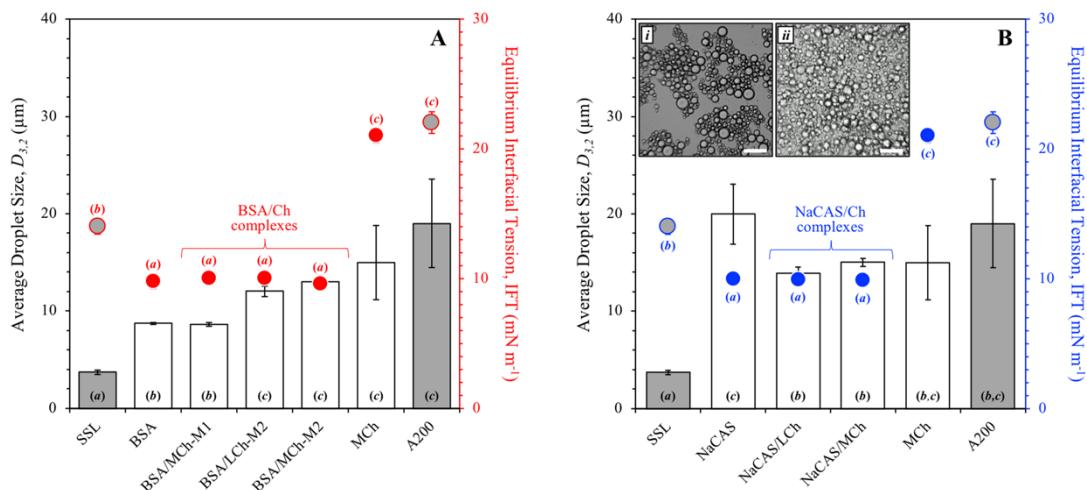 40
30
20
10
0
Average Droplet Size, D3,2 (μm)
A
(b)
(a)
(a)
(a)
(a)
(c)
(c)
BSA/Ch
complexes
(a)
(b)
(b)
(c)
(c)
(c)
(c)
SSL
BSA
BSA/MCh-M1
BSA/LCh-M2
BSA/MCh-M2
MCh
A200
30
20
10
0
Equilibrium Interfacial Tension, IFT (mN m-1)
40
30
20
10
0
Average Droplet Size, D3,2 (μm)
i
ii
B
(b)
(a)
(a)
(a)
(c)
(c)
NaCAS/Ch
complexes
(a)
(c)
(b)
(b)
(b,c)
(b,c)
SSL
NaCAS
NaCAS/LCh
NaCAS/MCh
MCh
A200
30
20
10
0
Equilibrium Interfacial Tension, IFT (mN m-1)